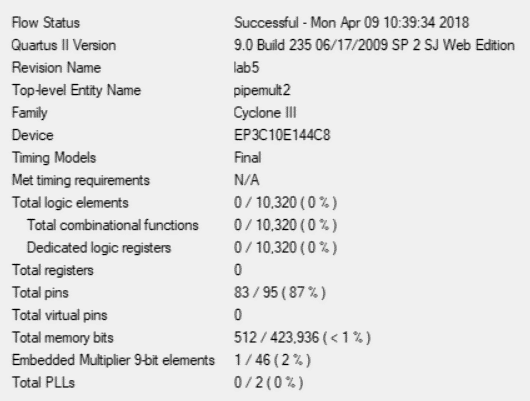 Flow Status Successful - Mon Apr 09 10:39:34 2018
Quartus II Version 9.0 Build 235 06/17/2009 SP 2 SJ Web Edition
Revision Name lab5
Top-level Entity Name pipemult2
Family Cyclone III
Device EP3C10E144C8
Timing Models Final
Met timing requirements N/A
Total logic elements 0 / 10,320 ( 0 % )
Total combinational functions 0 / 10,320 ( 0 % )
Dedicated logic registers 0 / 10,320 ( 0 % )
Total registers 0
Total pins 83 / 95 ( 87 % )
Total virtual pins 0
Total memory bits 512 / 423,936 ( < 1 % )
Embedded Multiplier 9-bit elements 1 / 46 ( 2 % )
Total PLLs 0 / 2 ( 0 % )